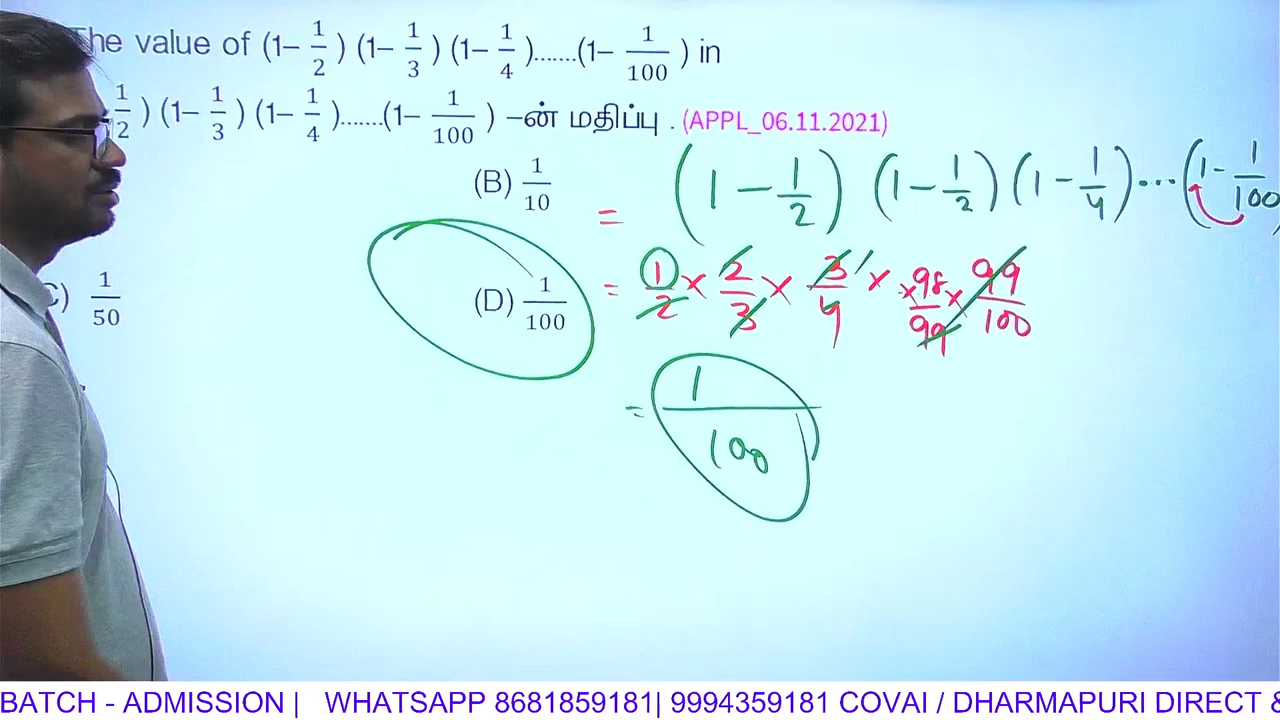 The value of (1– 1/2 ) (1– 1/3 ) (1– 1/4 ).......(1– 1/100 ) in
1/2 ) (1– 1/3 ) (1– 1/4 ).......(1– 1/100 ) –ன் மதிப்பு . (APPL_06.11.2021)
(B) 1/10
(1 – 1/2) (1 – 1/2) (1 – 1/4) ... (1 – 1/100
=
C) 1/50
(D) 1/100
= 1/2 × 2/3 × 3/4 × × 98/99 × 99/100
= 1/100
BATCH - ADMISSION | WHATSAPP 8681859181| 9994359181 COVAI / DHARMAPURI DIRECT &